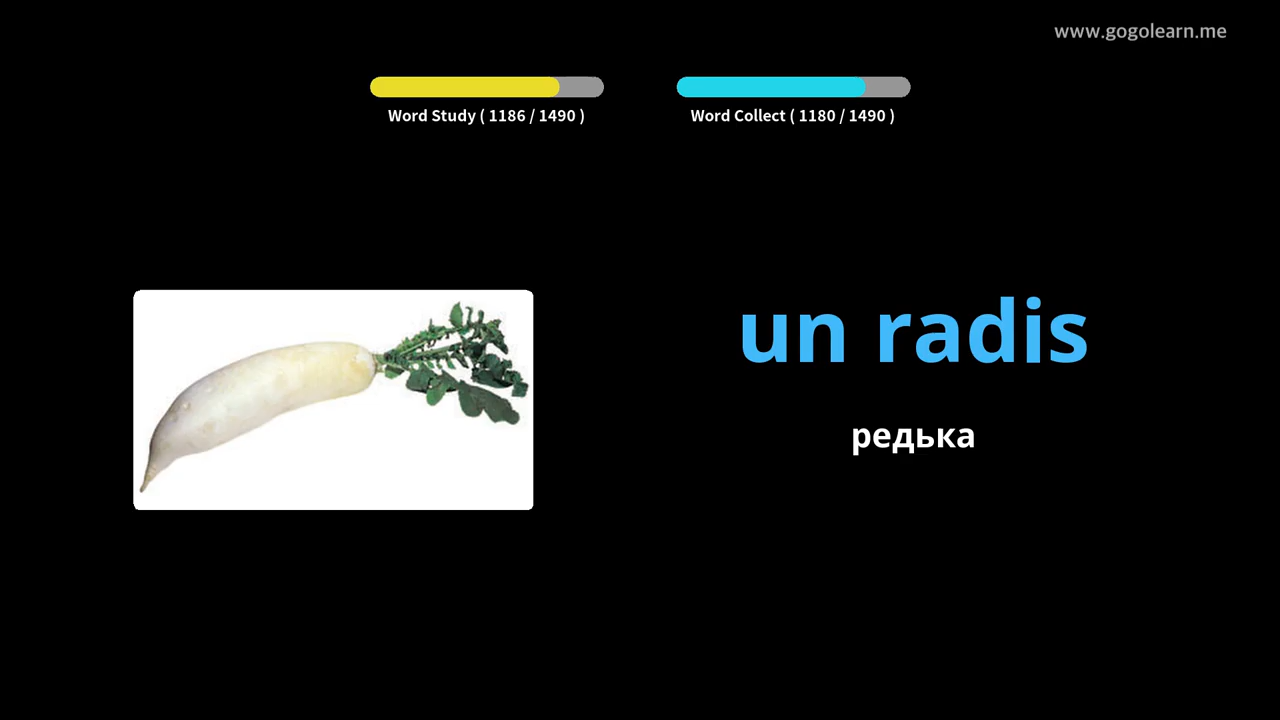 www.gogolearn.me
Word Study ( 1186 / 1490 )
Word Collect ( 1180 / 1490 )
un radis
редька